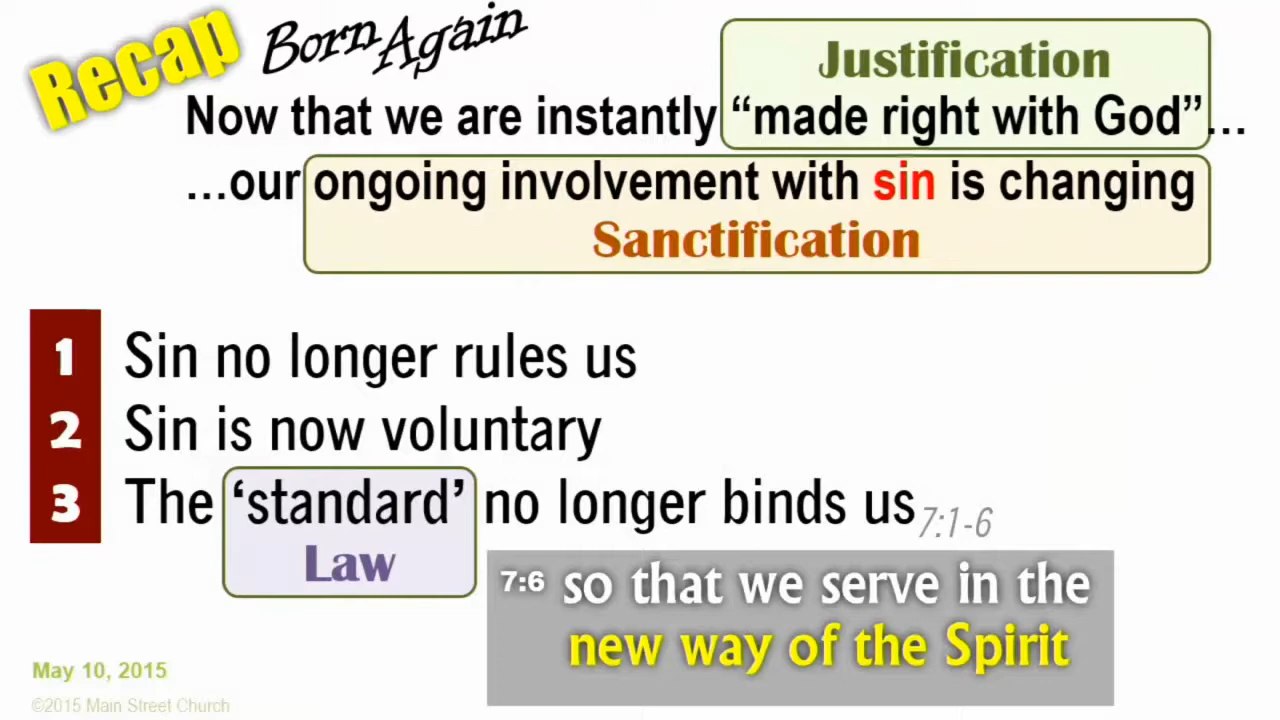 Recap Born Again
Justification
Now that we are instantly “made right with God”…
…our ongoing involvement with sin is changing
Sanctification
1 Sin no longer rules us
2 Sin is now voluntary
3 The ‘standard’ no longer binds us 7:1-6
Law
7:6 so that we serve in the
new way of the Spirit
May 10, 2015
©2015 Main Street Church